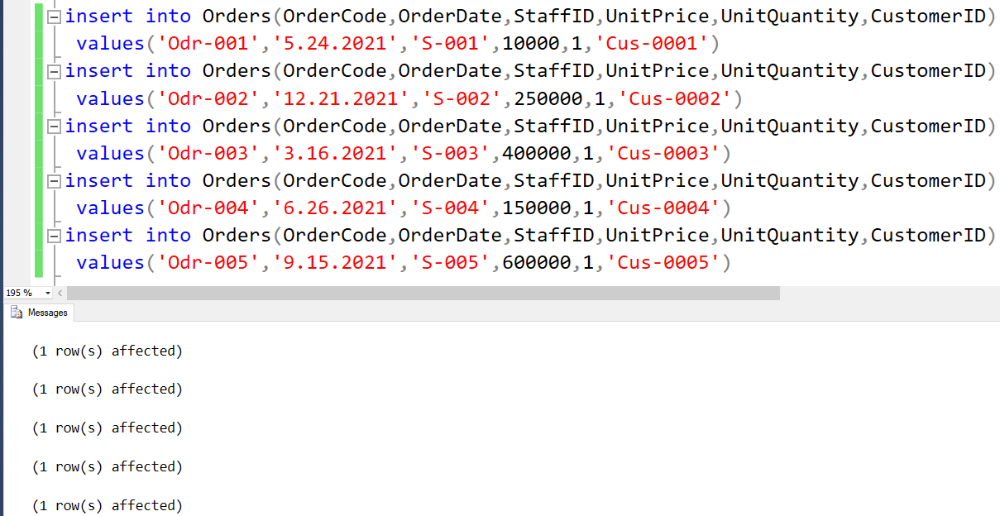 insert into Orders(OrderCode,OrderDate,StaffID,UnitPrice,UnitQuantity,CustomerID)
values('Odr-001','5.24.2021','S-001',10000,1,'Cus-0001')
insert into Orders(OrderCode,OrderDate,StaffID,UnitPrice,UnitQuantity,CustomerID)
values('Odr-002','12.21.2021','S-002',250000,1,'Cus-0002')
insert into Orders(OrderCode,OrderDate,StaffID,UnitPrice,UnitQuantity,CustomerID)
values('Odr-003','3.16.2021','S-003',400000,1,'Cus-0003')
insert into Orders(OrderCode,OrderDate,StaffID,UnitPrice,UnitQuantity,CustomerID)
values('Odr-004','6.26.2021','S-004',150000,1,'Cus-0004')
insert into Orders(OrderCode,OrderDate,StaffID,UnitPrice,UnitQuantity,CustomerID)
values('Odr-005','9.15.2021','S-005',600000,1,'Cus-0005')
195 %
Messages
(1 row(s) affected)
(1 row(s) affected)
(1 row(s) affected)
(1 row(s) affected)
(1 row(s) affected)